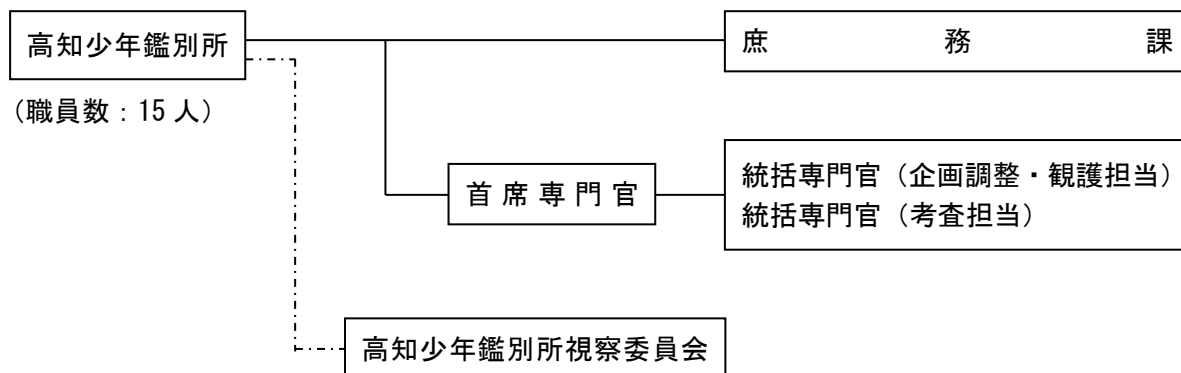 高知少年鑑別所
庶務課
（職員数：15人）
首席専門官
統括専門官（企画調整・観護担当）
統括専門官（考査担当）
高知少年鑑別所視察委員会